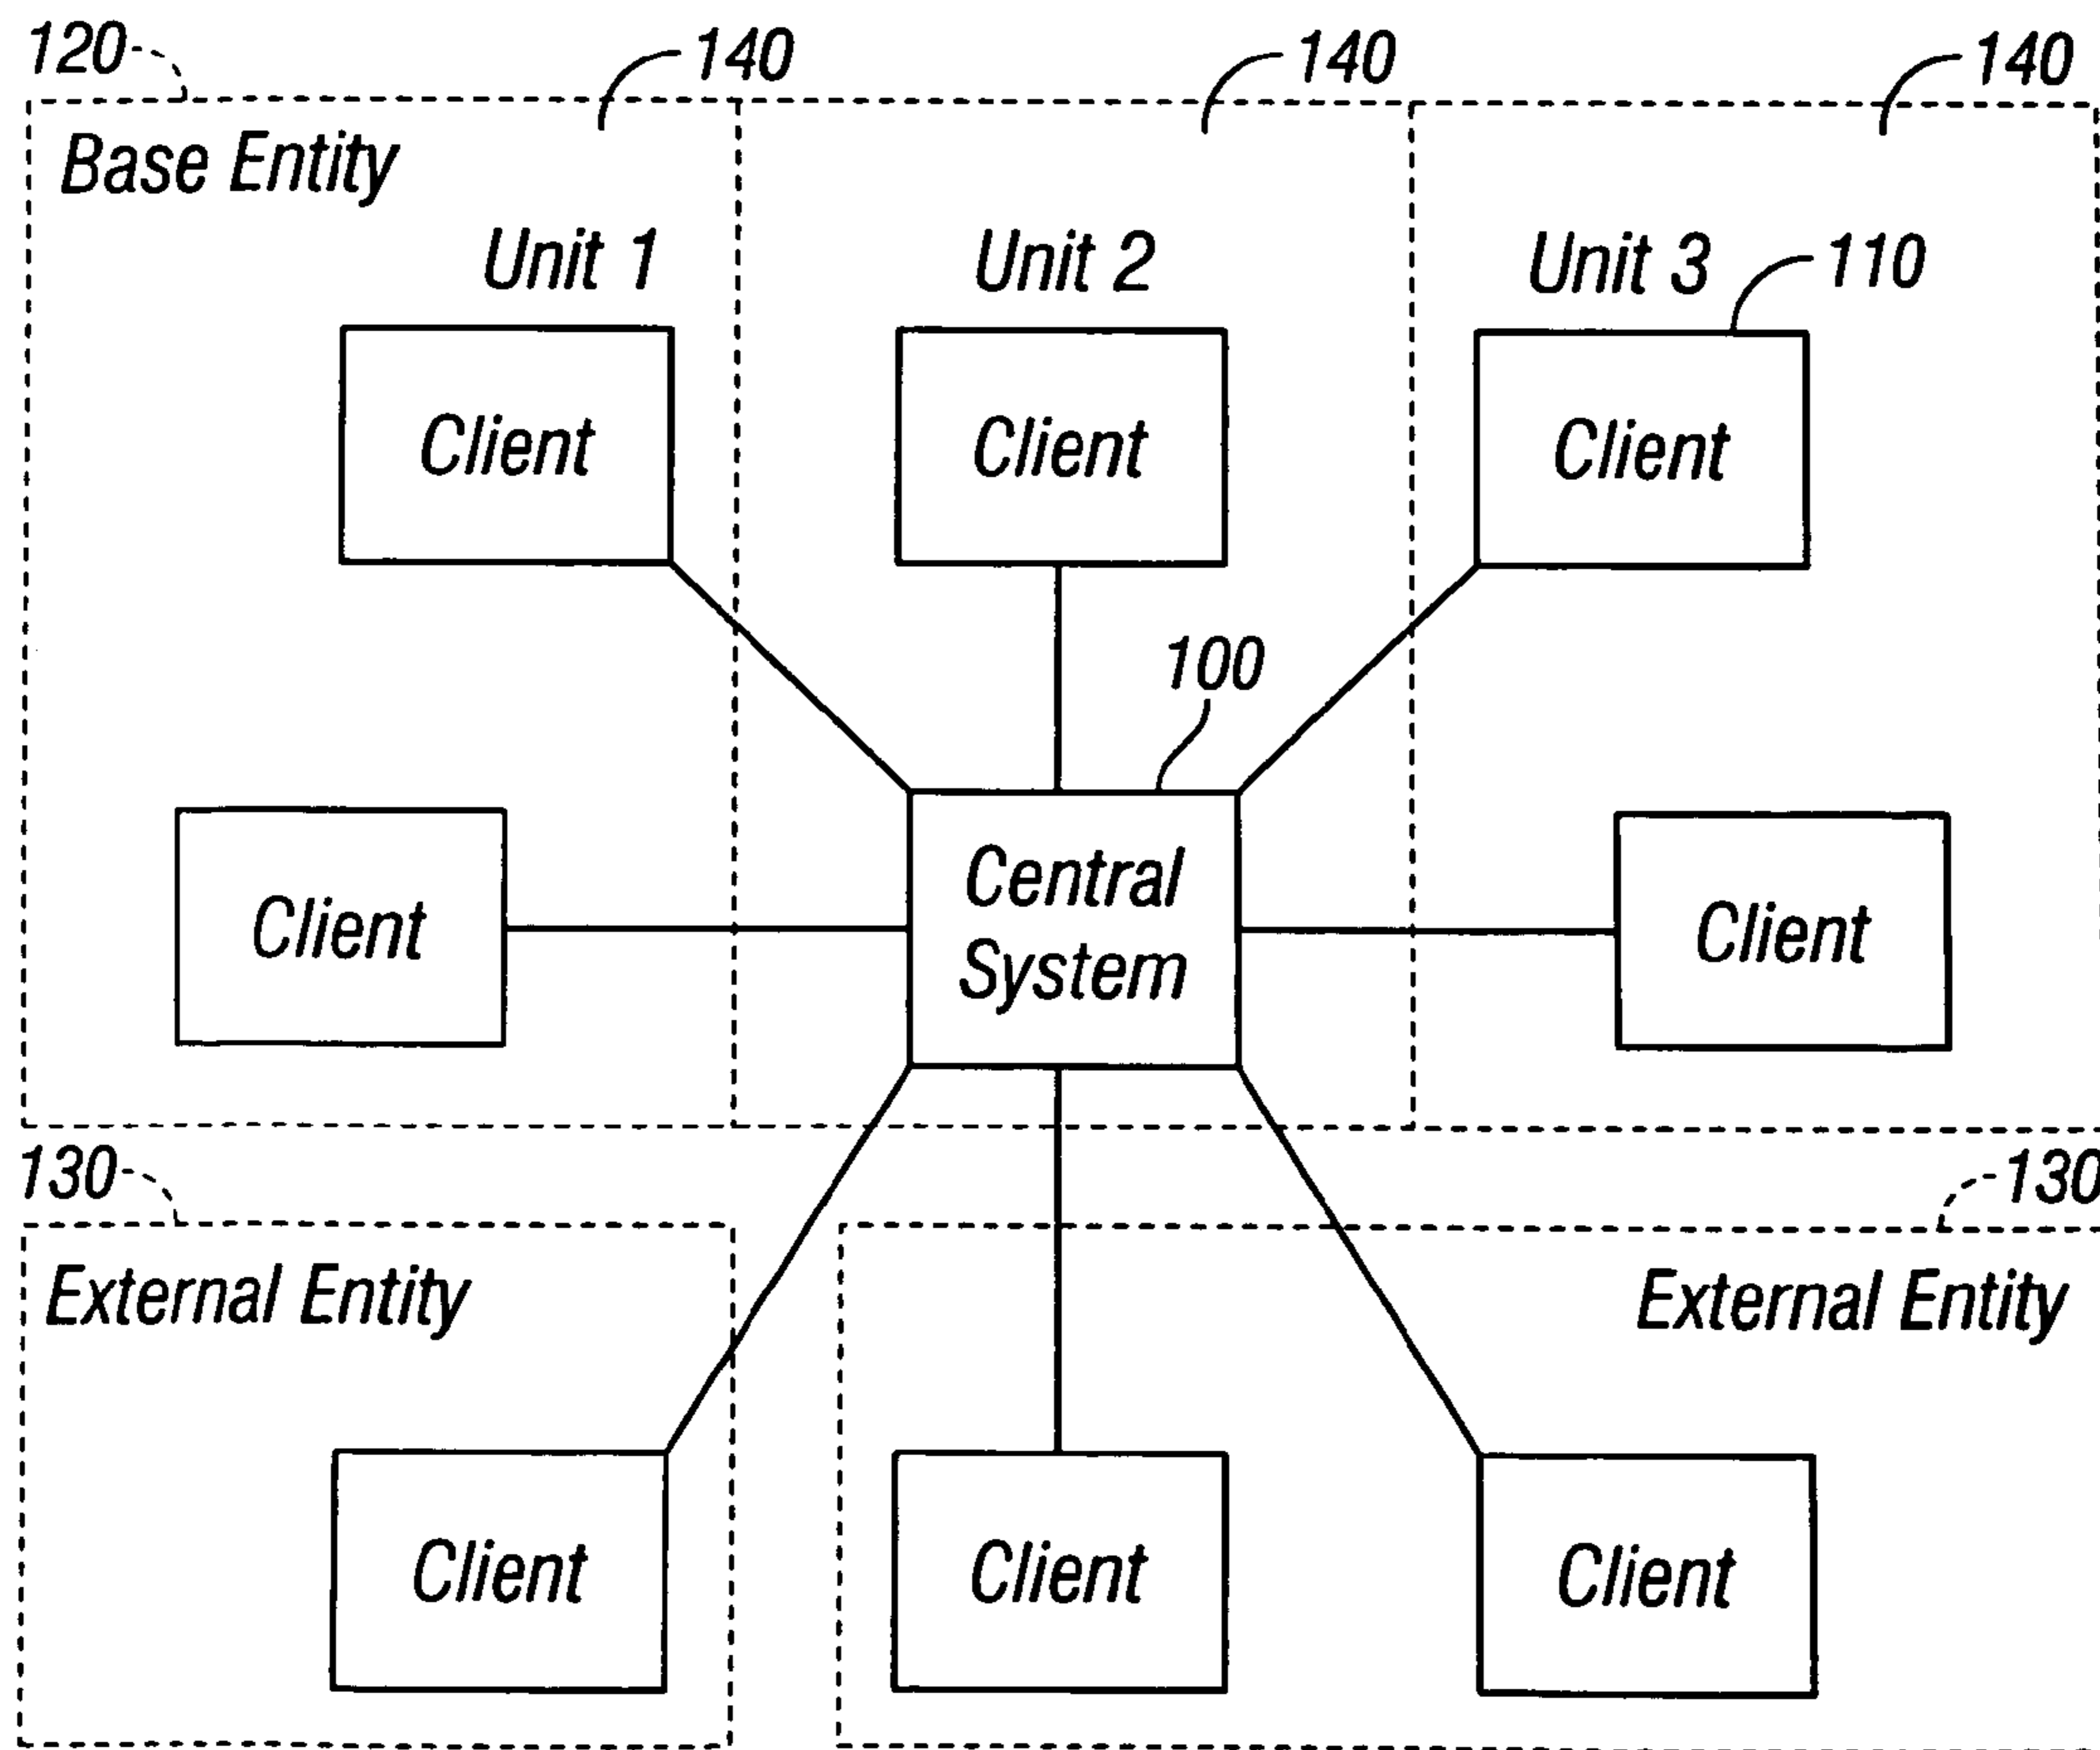 120
140
140
140
Base Entity
Unit 1
Unit 2
Unit 3
110
Client
Client
Client
100
Client
Central
System
Client
130
130
External Entity
External Entity
Client
Client
Client